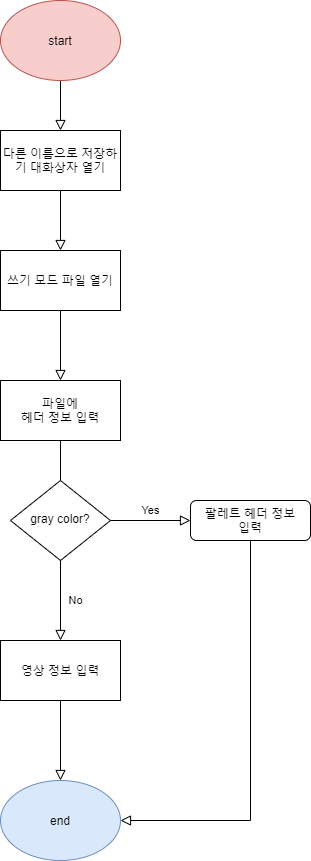 start
다른 이름으로 저장하
기 대화상자 열기
쓰기 모드 파일 열기
파일에
헤더 정보 입력
gray color?
Yes
팔레트 헤더 정보
입력
No
영상 정보 입력
end